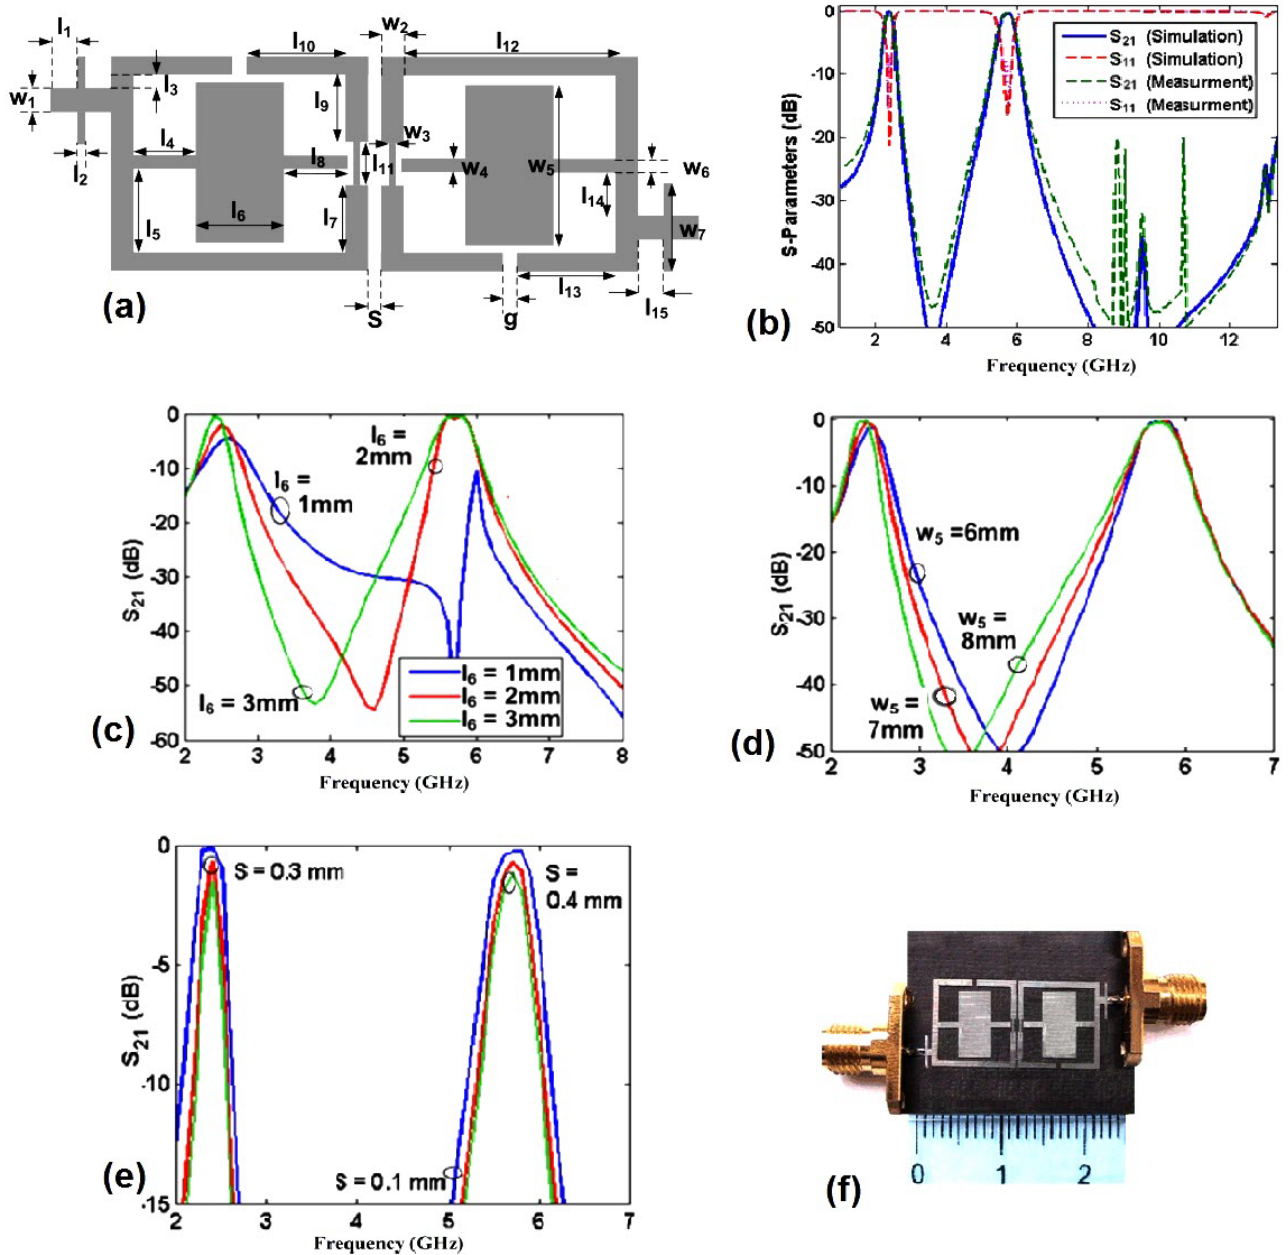 l1
w2
l10
l12
l3
w1
l9
w3
l4
l8
l11
w4
w5
w6
l2
l14
l6
l7
l5
w7
l13
S
g
l15
(a)
0
-10
-20
-30
-40
-50
S-Parameters (dB)
S21 (Simulation)
S11 (Simulation)
S21 (Measurment)
S11 (Measurment)
2 4 6 8 10 12
Frequency (GHz)
(b)
0
-10
-20
-30
-40
-50
-60
S21 (dB)
l6 =
2mm
l6 =
1mm
l6 = 3mm
l6 = 1mm
l6 = 2mm
l6 = 3mm
2 3 4 5 6 7 8
Frequency (GHz)
(c)
0
-10
-20
-30
-40
-50
S21 (dB)
w5 =6mm
w5 =
8mm
w5 =
7mm
2 3 4 5 6 7
Frequency (GHz)
(d)
0
-5
-10
-15
S21 (dB)
S = 0.3 mm
S =
0.4 mm
S = 0.1 mm
2 3 4 5 6 7
Frequency (GHz)
(e)
0 1 2
(f)